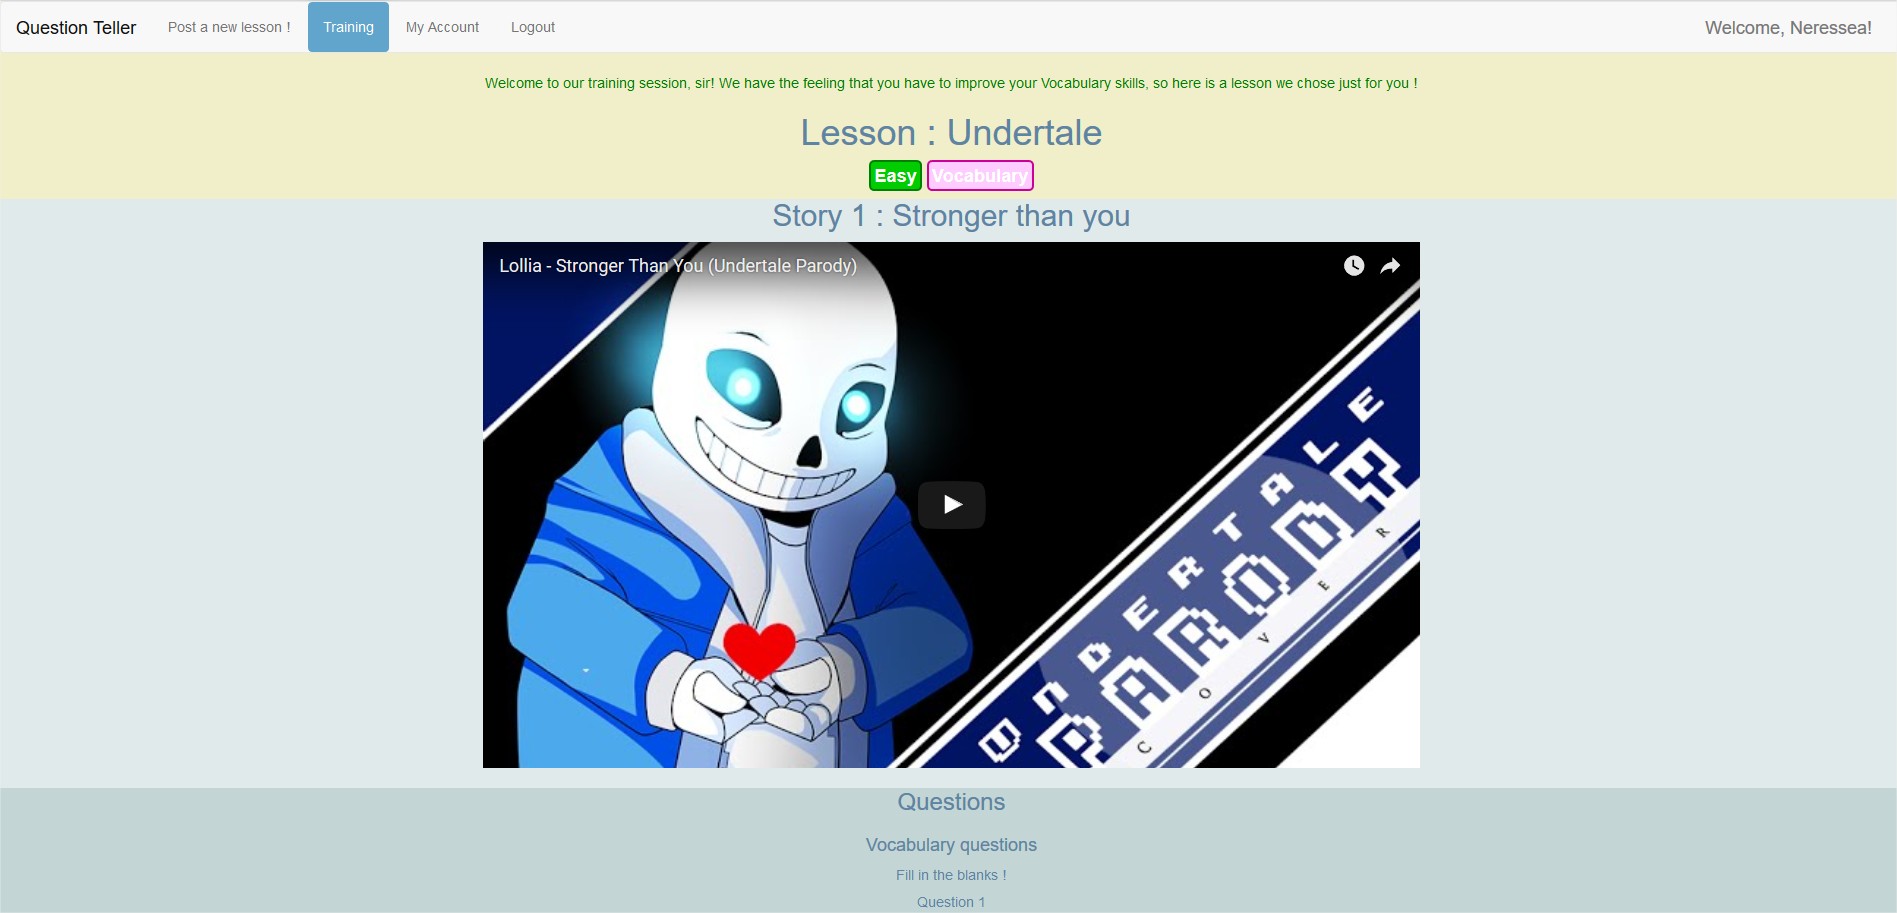 Question Teller Post a new lesson ! Training My Account Logout Welcome, Neressea!
Welcome to our training session, sir! We have the feeling that you have to improve your Vocabulary skills, so here is a lesson we chose just for you !
Lesson : Undertale
Easy Vocabulary
Story 1 : Stronger than you
Lollia - Stronger Than You (Undertale Parody)
UNDERTALE
PARODY
COVER
Questions
Vocabulary questions
Fill in the blanks !
Question 1